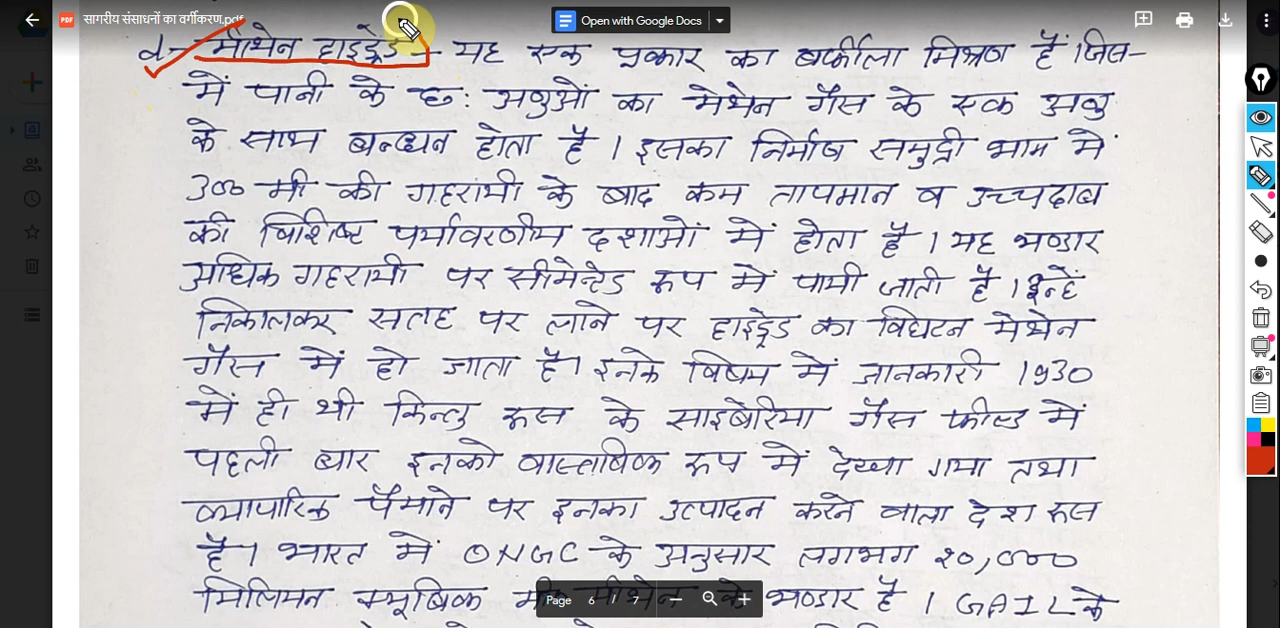 सागरीय संसाधनों का वर्गीकरण.pdf
Open with Google Docs
d- मीथेन हाइड्रेड - यह एक प्रकार का बर्फीला मिश्रण हैं जिस-
में पानी के छ: अणुओं का मेथेन गैस के एक अणु
के साथ बन्धन होता है । इसका निर्माण समुद्री भाग में
300 मी की गहरायी के बाद कम तापमान व उच्चदाब
की विशिष्ट पर्यावरणीय दशाओं में होता है । यह भण्डार
अधिक गहरायी पर सीमेन्टेड रूप में पायी जाती है । इन्हें
निकालकर सतह पर लाने पर हाइड्रेड का विघटन मेथेन
गैस में हो जाता है। इनके विषय में जानकारी 1930
में ही थी किन्तु रूस के साइबेरिया गैस फील्ड में
पहली बार इनको वास्तविक रूप में देखा गया तथा
व्यापारिक पैमाने पर इनका उत्पादन करने वाला देश रूस
है । भारत में ONGC के अनुसार लगभग २०,०००
मिलियन क्यूबिक मीथेन के भण्डार है । GAIL के
Page 6 / 7